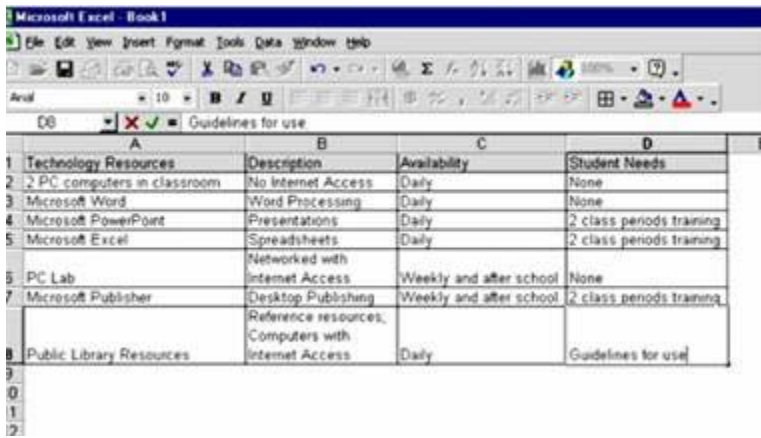 Microsoft Excel - Book1
File Edit View Insert Format Tools Data Window Help
100%
Arial 10 B I U
D8 = Guidelines for use
A B C D
1 Technology Resources Description Availability Student Needs
2 2 PC computers in classroom No Internet Access Daily None
3 Microsoft Word Word Processing Daily None
4 Microsoft PowerPoint Presentations Daily 2 class periods training
5 Microsoft Excel Spreadsheets Daily 2 class periods training
Networked with
6 PC Lab Internet Access Weekly and after school None
7 Microsoft Publisher Desktop Publishing Weekly and after school 2 class periods training
Reference resources,
Computers with
8 Public Library Resources Internet Access Daily Guidelines for use
9
0
1
2